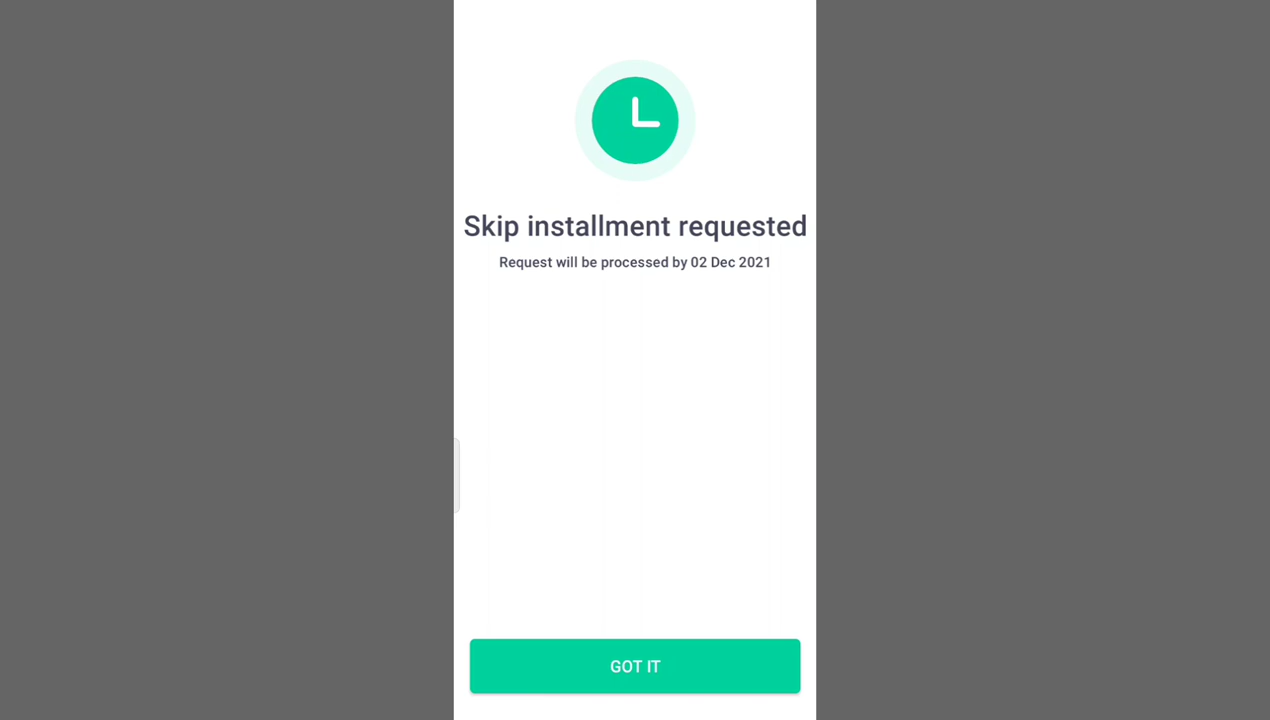 Skip installment requested
Request will be processed by 02 Dec 2021
GOT IT